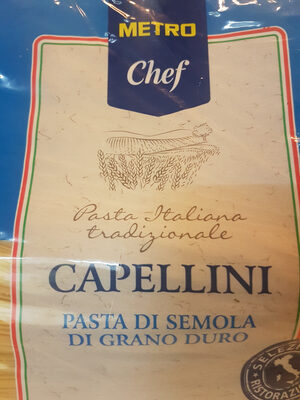 METRO
Chef
Pasta Italiana
tradizionale
CAPELLINI
PASTA DI SEMOLA
DI GRANO DURO